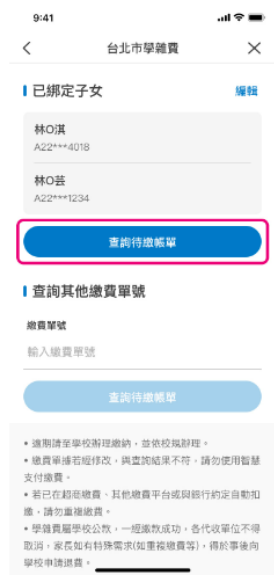 9:41
台北市學雜費
已綁定子女
編輯
林O淇
A22***4018
林O芸
A22***1234
查詢待繳帳單
查詢其他繳費單號
繳費單號
輸入繳費單號
查詢待繳帳單
• 逾期請至學校辦理繳納，並依校規辦理。
• 繳費單據若經修改，與查詢結果不符，請勿使用智慧
支付繳費。
• 若已在超商繳費、其他繳費平台或與銀行約定自動扣
繳，請勿重複繳費。
• 學雜費屬學校公款，一經繳款成功，各代收單位不得
取消，家長如有特殊需求(如重複繳費等)，得於事後向
學校申請退費。